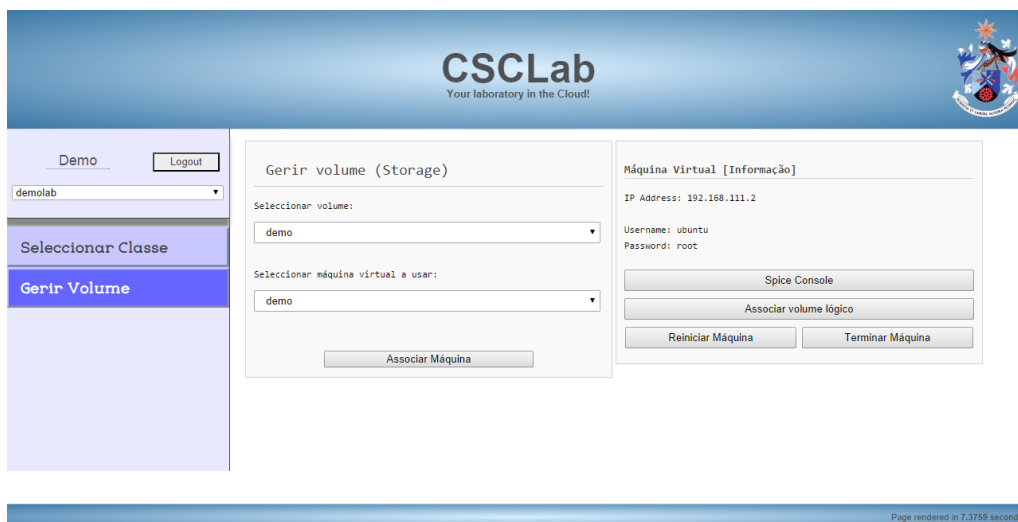 CSCLab
Your laboratory in the Cloud!
Demo
Logout
demolab
Seleccionar Classe
Gerir Volume
Gerir volume (Storage)
Seleccionar volume:
demo
Seleccionar máquina virtual a usar:
demo
Associar Máquina
Máquina Virtual [Informação]
IP Address: 192.168.111.2
Username: ubuntu
Password: root
Spice Console
Associar volume lógico
Reiniciar Máquina
Terminar Máquina
Page rendered in 7.3759 second